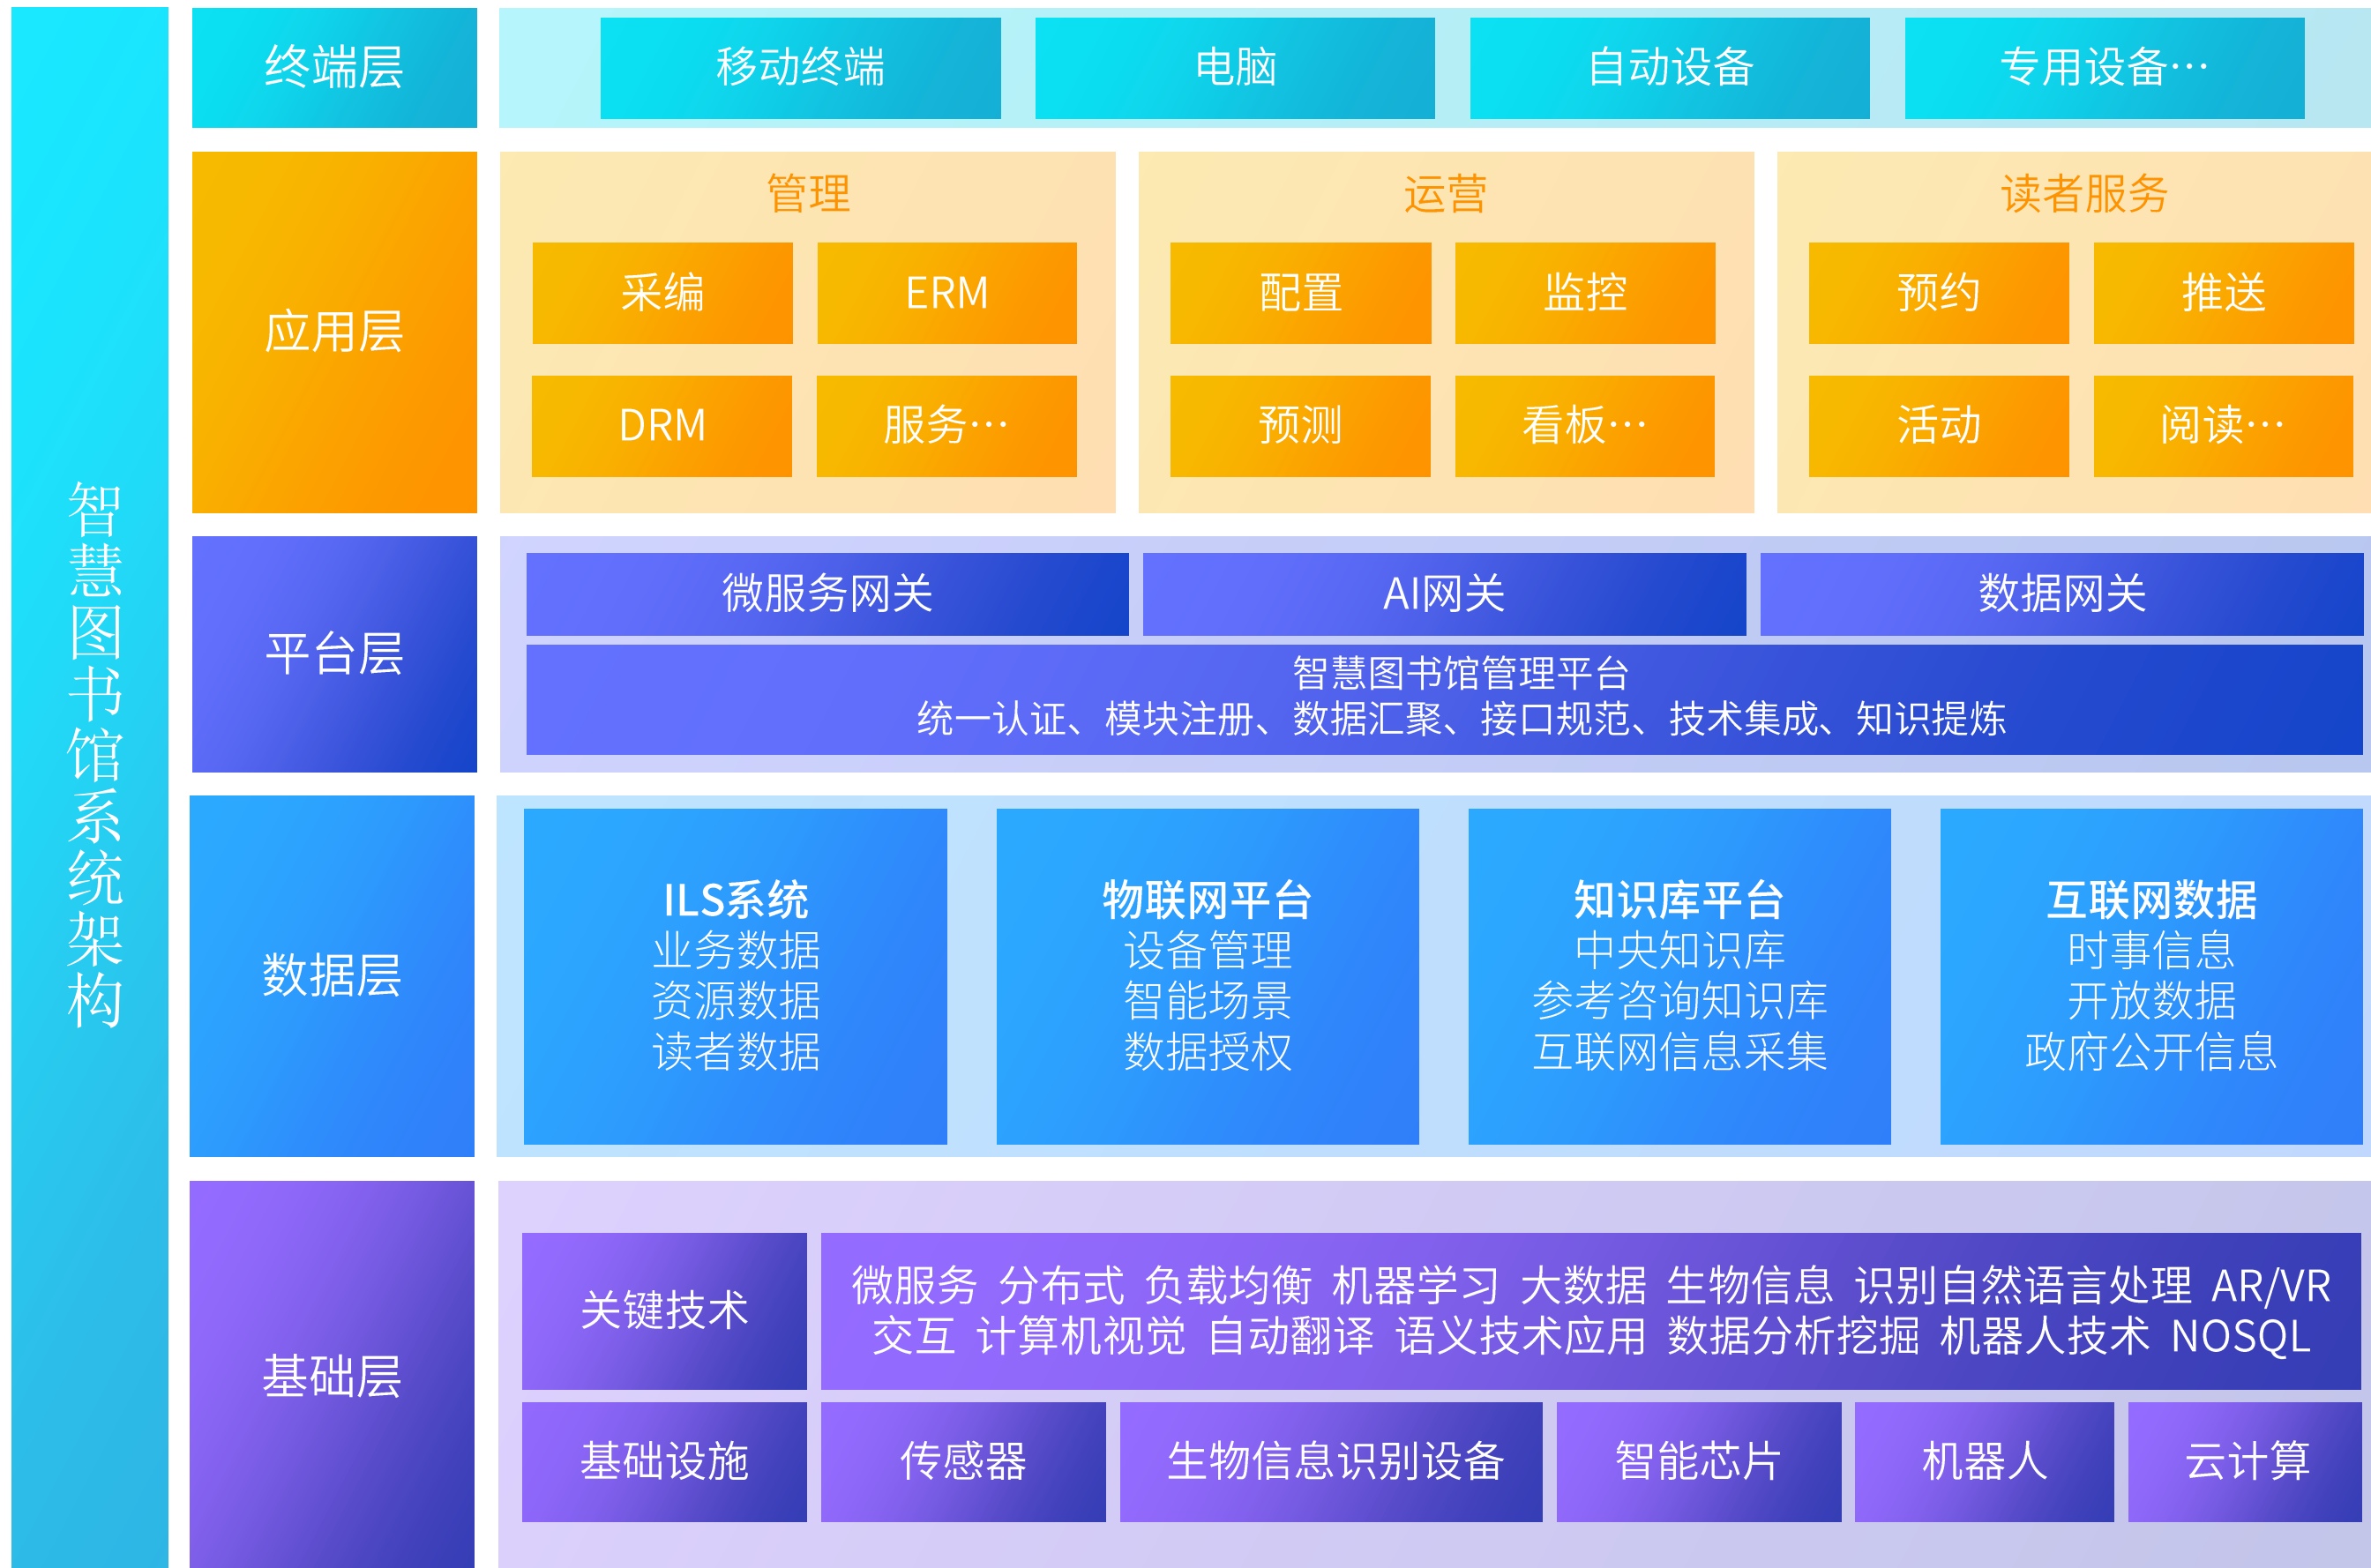 智慧图书馆系统架构
终端层
移动终端
电脑
自动设备
专用设备…
应用层
管理
采编
ERM
DRM
服务…
运营
配置
监控
预测
看板…
读者服务
预约
推送
活动
阅读…
平台层
微服务网关
AI网关
数据网关
智慧图书馆管理平台
统一认证、模块注册、数据汇聚、接口规范、技术集成、知识提炼
数据层
ILS系统
业务数据
资源数据
读者数据
物联网平台
设备管理
智能场景
数据授权
知识库平台
中央知识库
参考咨询知识库
互联网信息采集
互联网数据
时事信息
开放数据
政府公开信息
基础层
关键技术
微服务 分布式 负载均衡 机器学习 大数据 生物信息 识别自然语言处理 AR/VR
交互 计算机视觉 自动翻译 语义技术应用 数据分析挖掘 机器人技术 NOSQL
基础设施
传感器
生物信息识别设备
智能芯片
机器人
云计算